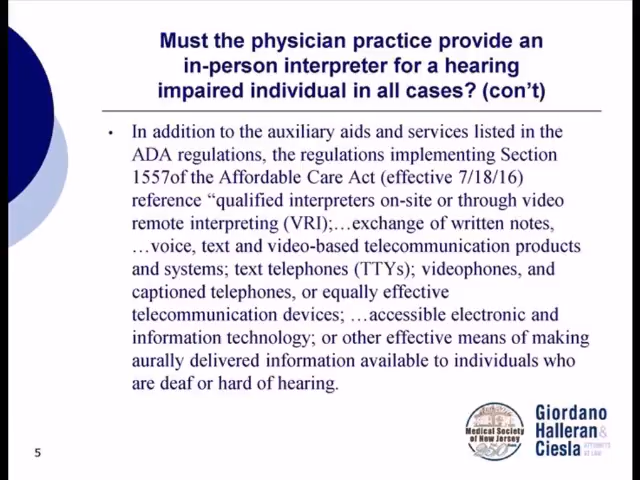 Must the physician practice provide an
in-person interpreter for a hearing
impaired individual in all cases? (con't)
• In addition to the auxiliary aids and services listed in the
ADA regulations, the regulations implementing Section
1557of the Affordable Care Act (effective 7/18/16)
reference “qualified interpreters on-site or through video
remote interpreting (VRI);…exchange of written notes,
…voice, text and video-based telecommunication products
and systems; text telephones (TTYs); videophones, and
captioned telephones, or equally effective
telecommunication devices; …accessible electronic and
information technology; or other effective means of making
aurally delivered information available to individuals who
are deaf or hard of hearing.
Medical Society
of New Jersey
250
Giordano
Halleran &
Ciesla
ATTORNEYS
AT LAW
5